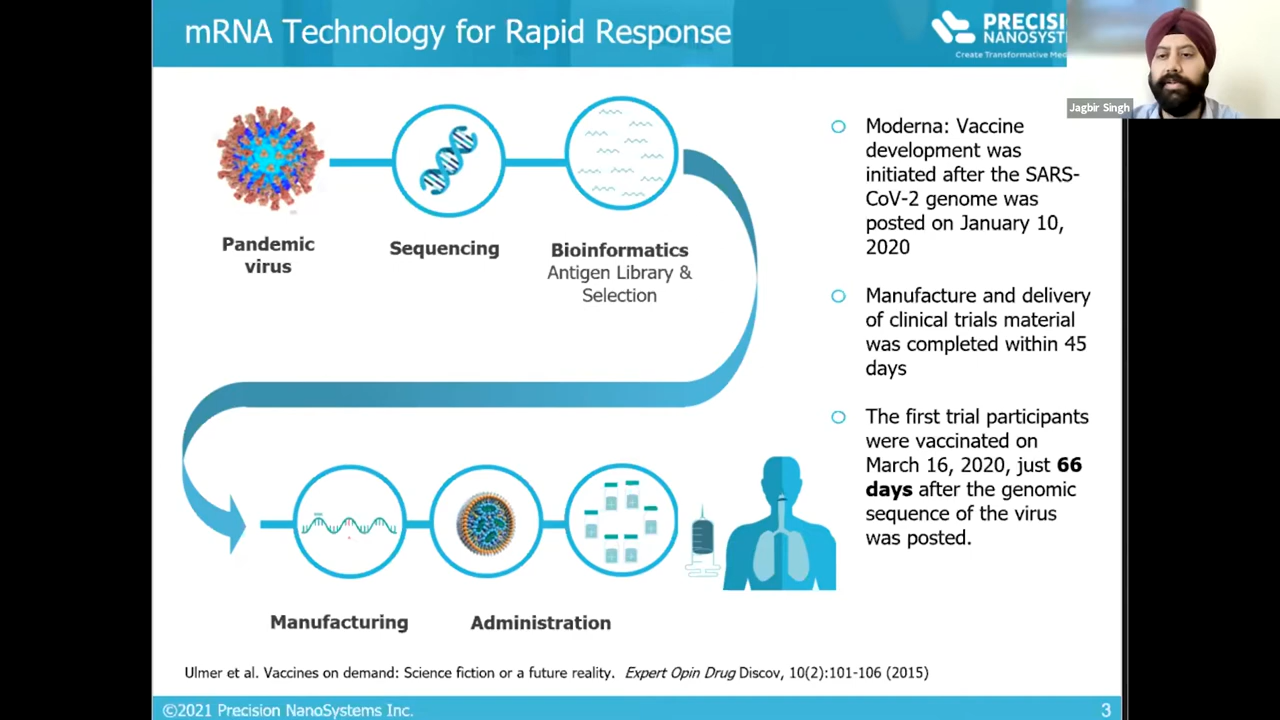 mRNA Technology for Rapid Response
PRECISI
NANOSYST
Create Transformative Med
Jagbir Singh
Pandemic
virus
Sequencing
Bioinformatics
Antigen Library &
Selection
Moderna: Vaccine
development was
initiated after the SARS-
CoV-2 genome was
posted on January 10,
2020
Manufacture and delivery
of clinical trials material
was completed within 45
days
The first trial participants
were vaccinated on
March 16, 2020, just 66
days after the genomic
sequence of the virus
was posted.
Manufacturing
Administration
Ulmer et al. Vaccines on demand: Science fiction or a future reality. Expert Opin Drug Discov, 10(2):101-106 (2015)
©2021 Precision NanoSystems Inc.
3